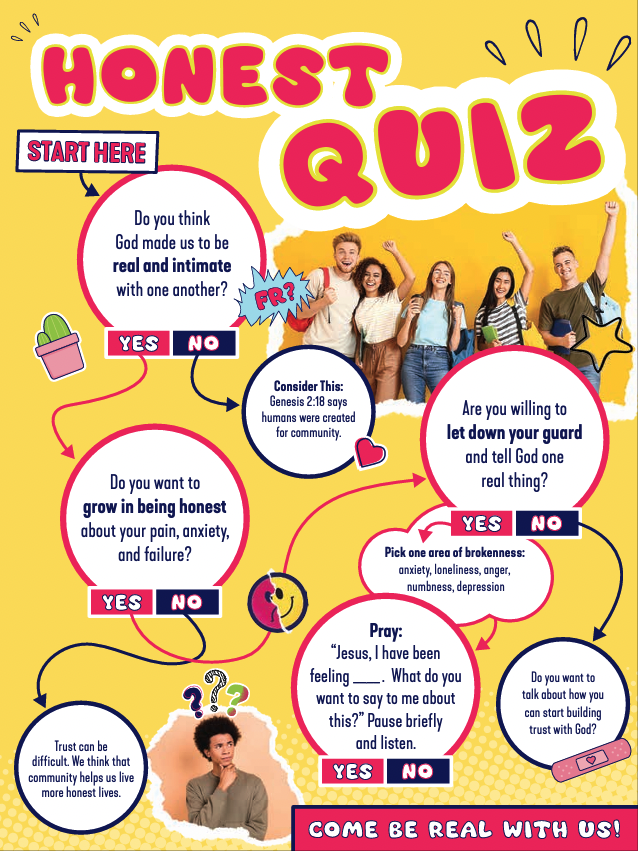 HONEST
QUIZ
START HERE
Do you think
God made us to be
real and intimate
with one another?
FR?
YES NO
Consider This:
Genesis 2:18 says
humans were created
for community.
Are you willing to
let down your guard
and tell God one
real thing?
YES NO
Do you want to
grow in being honest
about your pain, anxiety,
and failure?
YES NO
Pick one area of brokenness:
anxiety, loneliness, anger,
numbness, depression
Pray:
“Jesus, I have been
feeling ____. What do you
want to say to me about
this?” Pause briefly
and listen.
YES NO
Do you want to
talk about how you
can start building
trust with God?
???
Trust can be
difficult. We think that
community helps us live
more honest lives.
COME BE REAL WITH US!